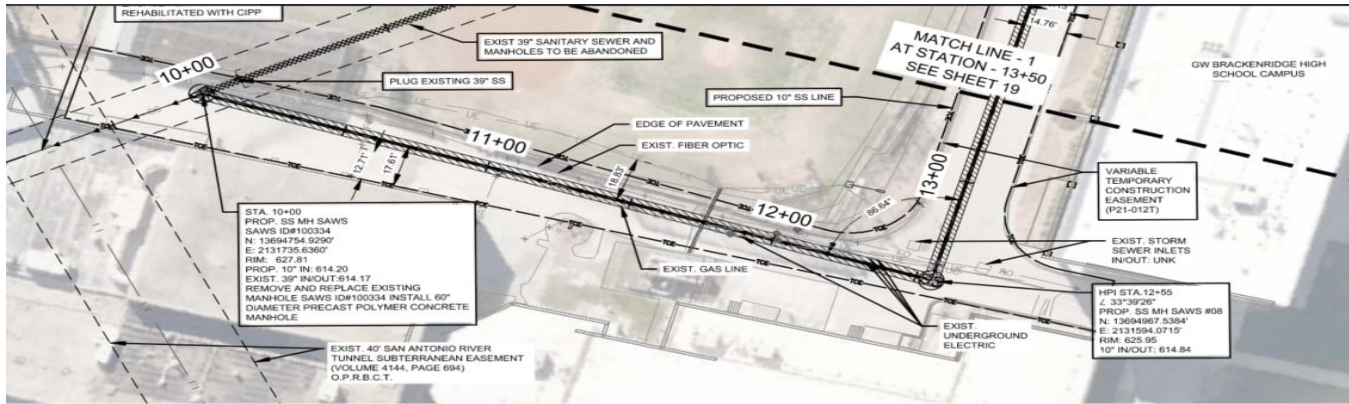 REHABILITATED WITH CIPP
EXIST 39" SANITARY SEWER AND
MANHOLES TO BE ABANDONED
10+00
PLUG EXISTING 39" SS
14.76'
MATCH LINE - 1
AT STATION - 13+50
SEE SHEET 19
GW BRACKENRIDGE HIGH
SCHOOL CAMPUS
PROPOSED 10" SS LINE
EDGE OF PAVEMENT
11+00
EXIST. FIBER OPTIC
12.71'
17.61'
18.83'
13+00
12+00
86.64'
VARIABLE
TEMPORARY
CONSTRUCTION
EASEMENT
(P21-012T)
STA. 10+00
PROP. SS MH SAWS
SAWS ID#100334
N: 13694754.9290'
E: 2131735.6360'
RIM: 627.81
PROP. 10" IN: 614.20
EXIST. 39" IN/OUT:614.17
REMOVE AND REPLACE EXISTING
MANHOLE SAWS ID#100334 INSTALL 60"
DIAMETER PRECAST POLYMER CONCRETE
MANHOLE
EXIST. GAS LINE
EXIST. STORM
SEWER INLETS
IN/OUT: UNK
EXIST.
UNDERGROUND
ELECTRIC
HPI STA.12+55
∠ 33°39'26"
PROP. SS MH SAWS #08
N: 13694967.5384'
E: 2131594.0715'
RIM: 625.95
10" IN/OUT: 614.84
EXIST. 40' SAN ANTONIO RIVER
TUNNEL SUBTERRANEAN EASEMENT
(VOLUME 4144, PAGE 694)
O.P.R.B.C.T.
TCE
TCE
TCE
TCE
TCE
TCE